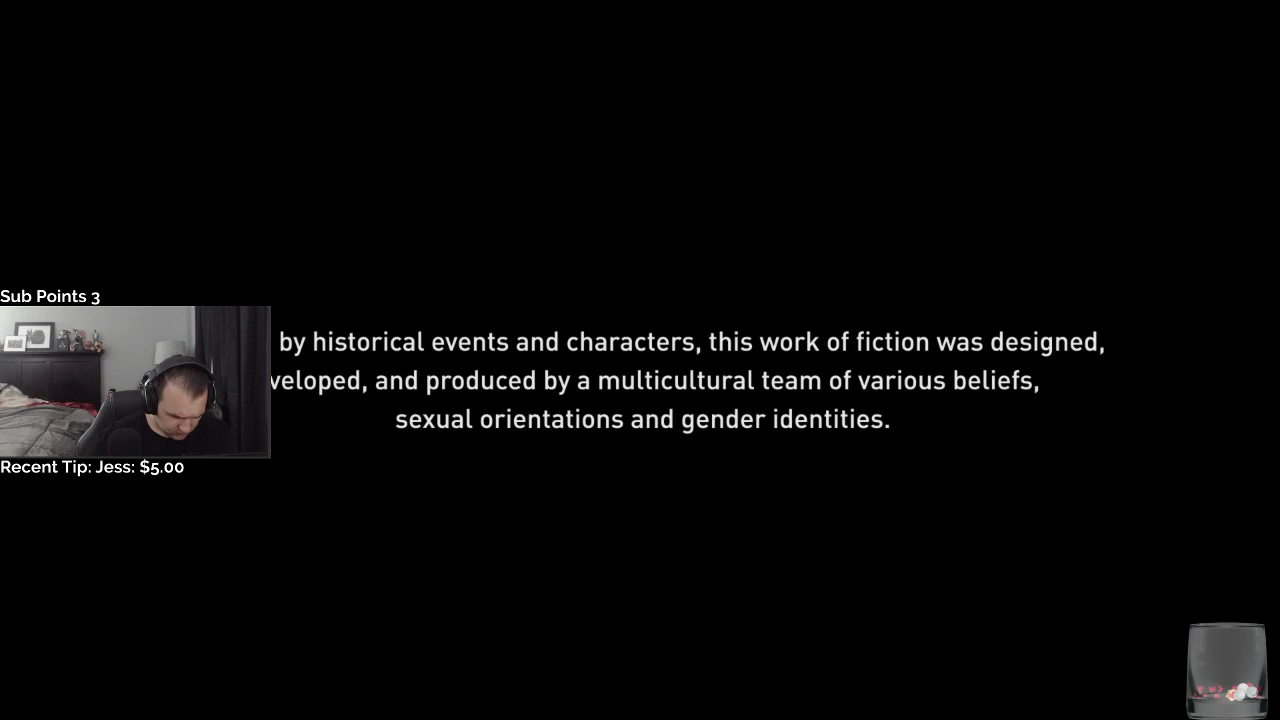 Sub Points 3
by historical events and characters, this work of fiction was designed,
veloped, and produced by a multicultural team of various beliefs,
sexual orientations and gender identities.
Recent Tip: Jess: $5.00